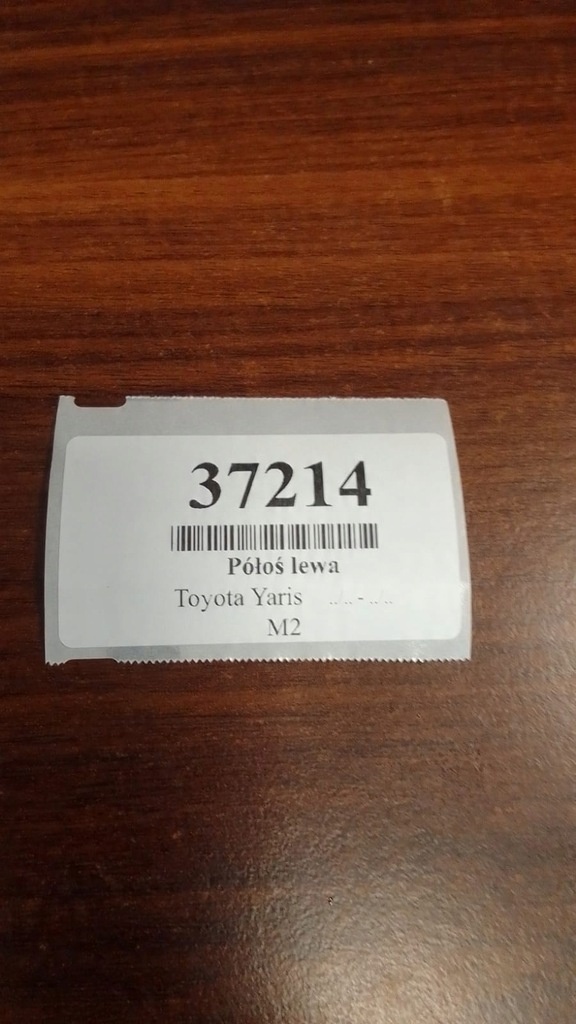 37214
Półoś lewa
Toyota Yaris ../.. - ../..
M2